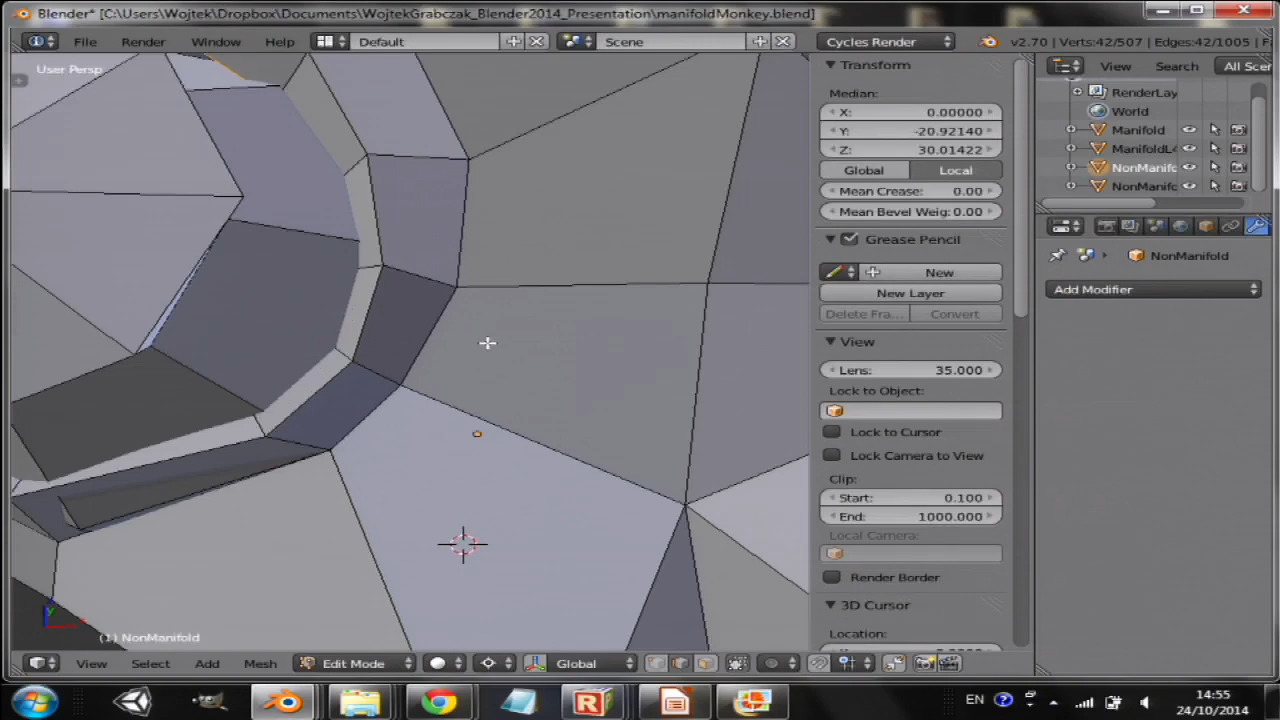 Blender* [C:\Users\Wojtek\Dropbox\Documents\WojtekGrabczak_Blender2014_Presentation\manifoldMonkey.blend]
File Render Window Help Default Scene Cycles Render v2.70 | Verts:42/507 | Edges:42/1005 | F
User Persp
Transform
Median:
X: 0.00000
Y: -20.92140
Z: 30.01422
Global Local
Mean Crease: 0.00
Mean Bevel Weig: 0.00
Grease Pencil
New
New Layer
Delete Fra... Convert
View
Lens: 35.000
Lock to Object:
Lock to Cursor
Lock Camera to View
Clip:
Start: 0.100
End: 1000.000
Local Camera:
Render Border
3D Cursor
Location:
View Search All Scen
RenderLay
World
Manifold
NonManifo
NonManifo
NonManifold
Add Modifier
(1) NonManifold
View Select Add Mesh Edit Mode Global
EN 14:55
24/10/2014